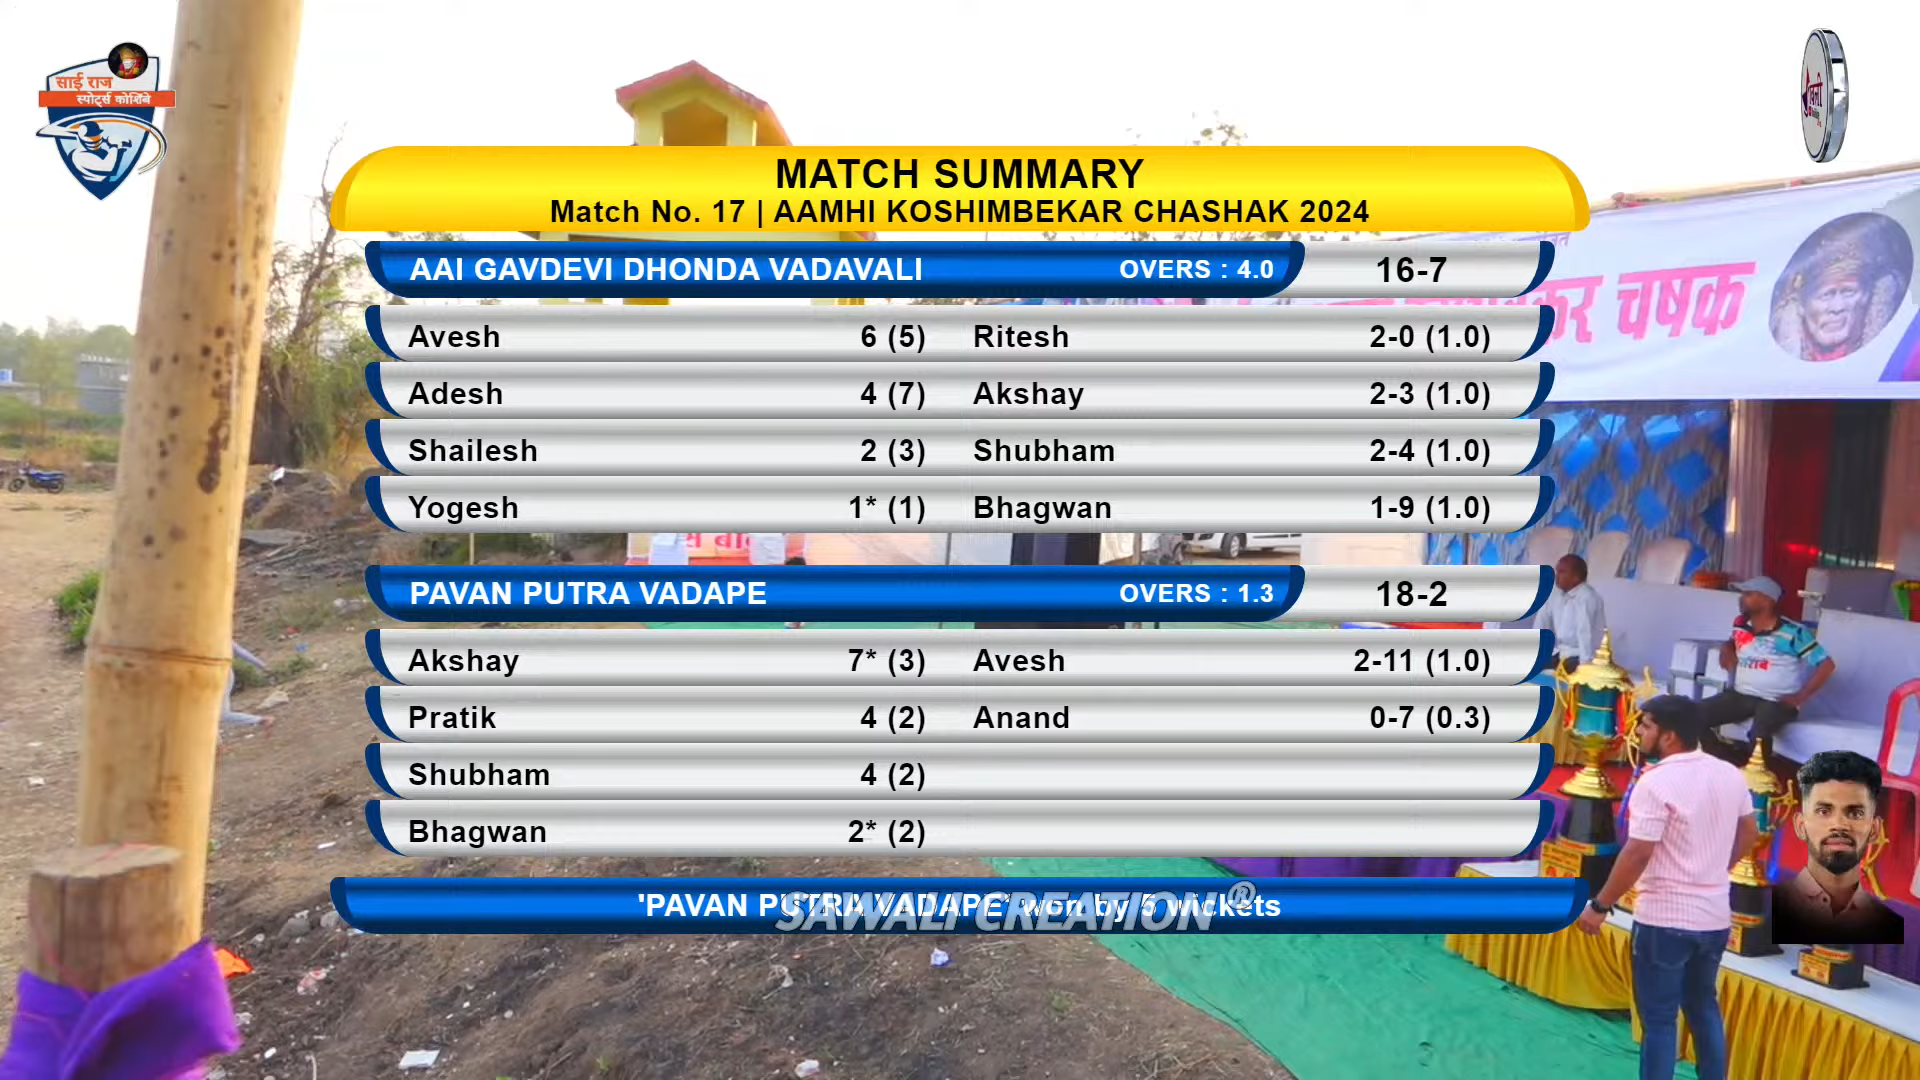 साई राज
स्पोर्ट्स कोशिंबे
MATCH SUMMARY
Match No. 17 | AAMHI KOSHIMBEKAR CHASHAK 2024
AAI GAVDEVI DHONDA VADAVALI OVERS : 4.0 16-7
Avesh 6 (5) Ritesh 2-0 (1.0)
Adesh 4 (7) Akshay 2-3 (1.0)
Shailesh 2 (3) Shubham 2-4 (1.0)
Yogesh 1* (1) Bhagwan 1-9 (1.0)
PAVAN PUTRA VADAPE OVERS : 1.3 18-2
Akshay 7* (3) Avesh 2-11 (1.0)
Pratik 4 (2) Anand 0-7 (0.3)
Shubham 4 (2)
Bhagwan 2* (2)
'PAVAN PUTRA VADAPE' won by 5 wickets
SAWALI CREATION®
चषक